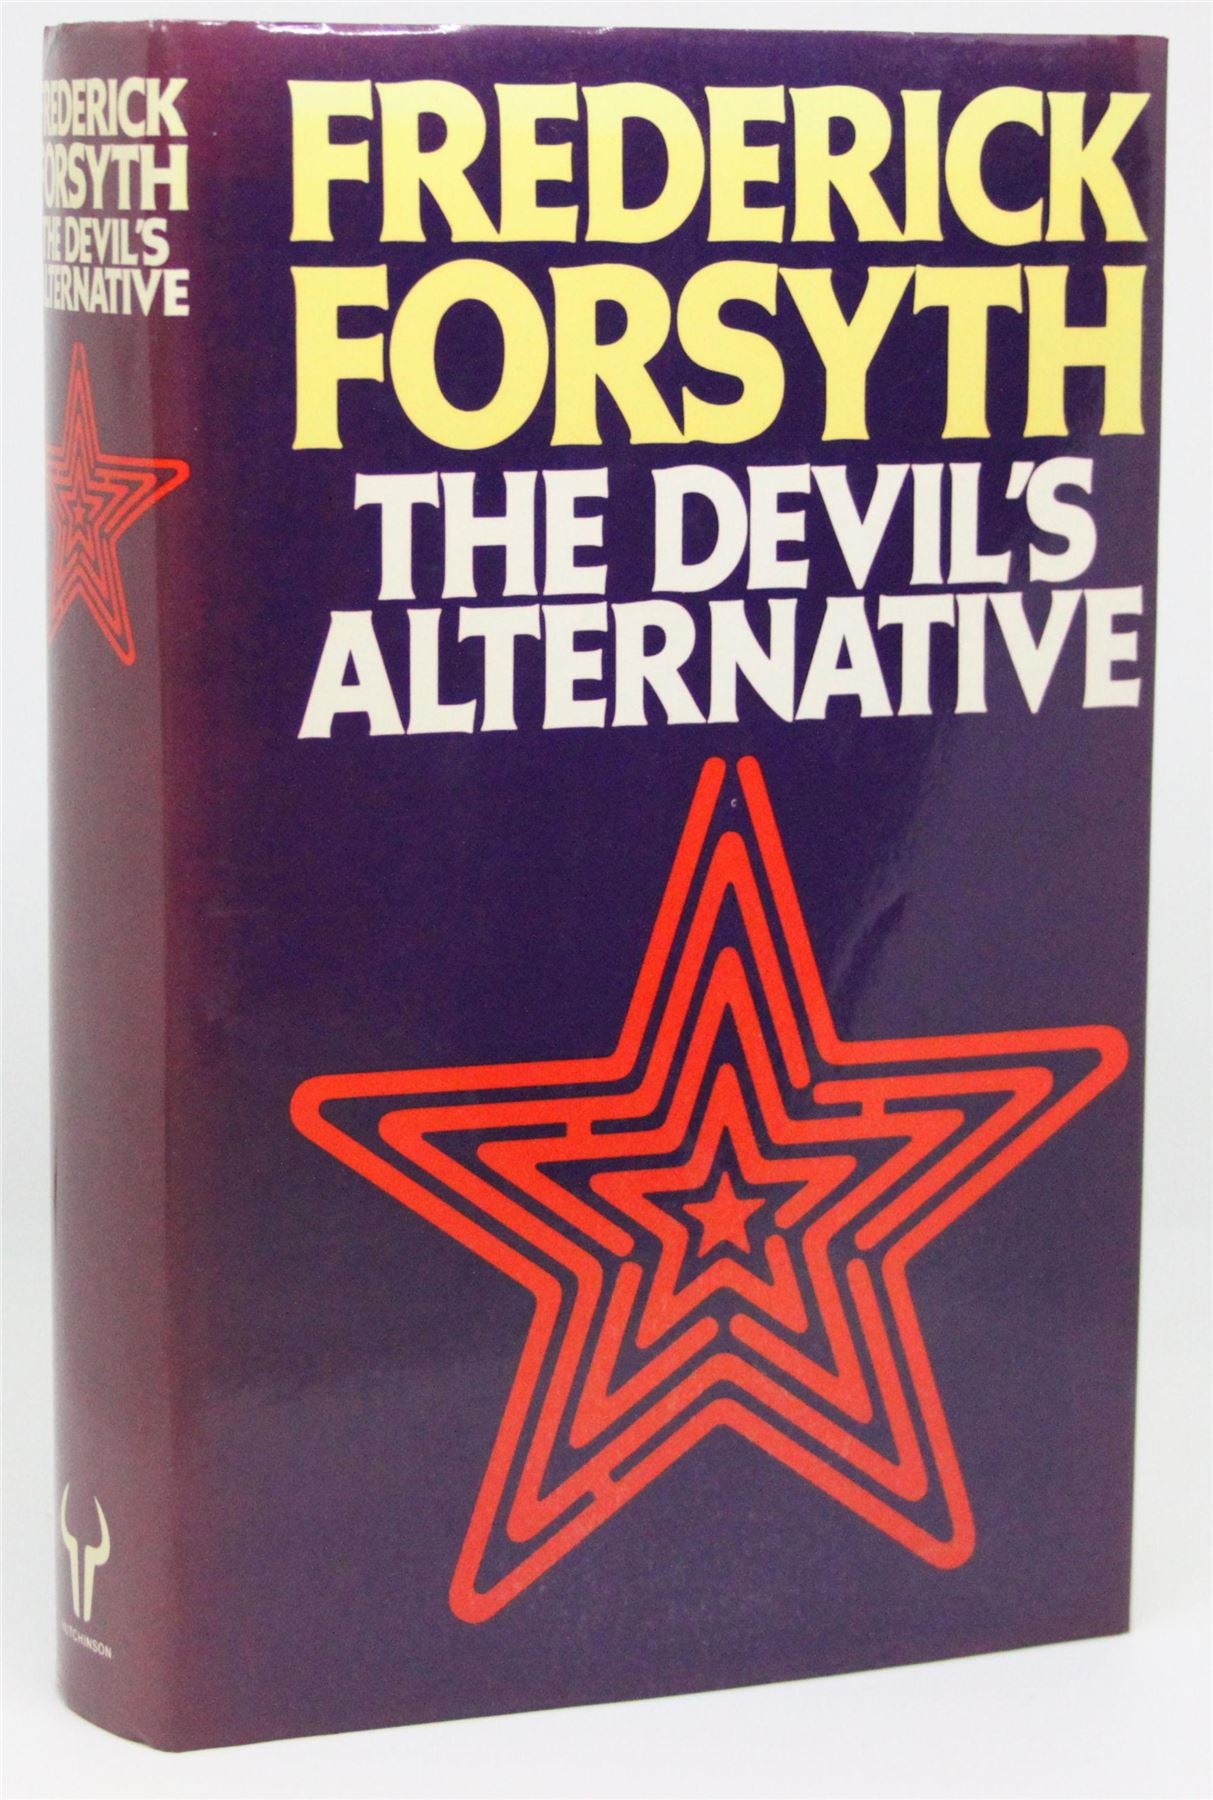 FREDERICK
FORSYTH
THE DEVIL'S
ALTERNATIVE
FREDERICK
FORSYTH
THE DEVIL'S
ALTERNATIVE
HUTCHINSON